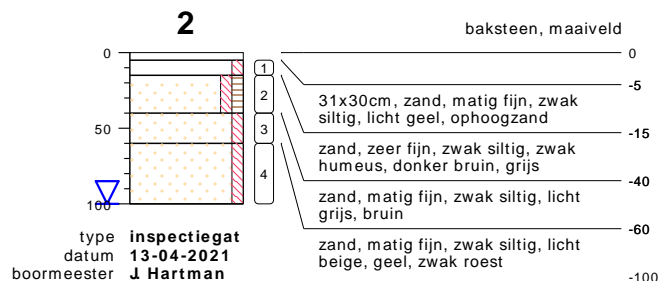 2
baksteen, maaiveld
0
0
-5
1
31x30cm, zand, matig fijn, zwak
siltig, licht geel, ophoogzand
-15
2
zand, zeer fijn, zwak siltig, zwak
humeus, donker bruin, grijs
-40
50
3
zand, matig fijn, zwak siltig, licht
grijs, bruin
-60
4
zand, matig fijn, zwak siltig, licht
beige, geel, zwak roest
-100
100
type inspectiegat
datum 13-04-2021
boormeester J. Hartman